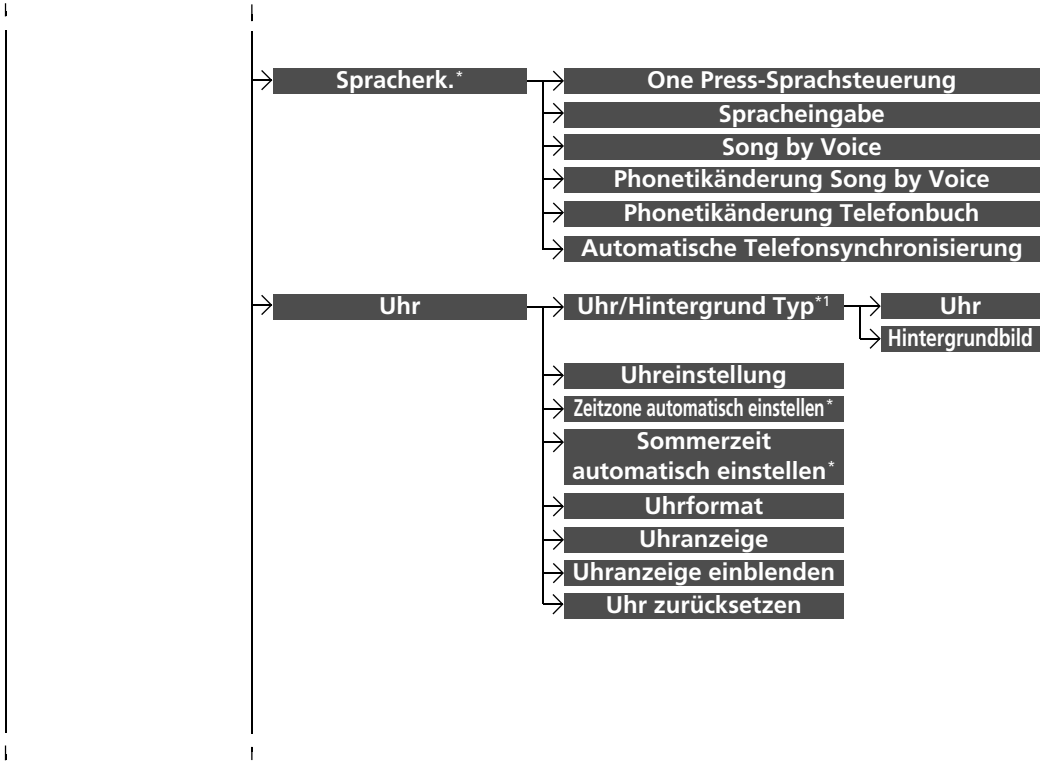 Spracherk.*
One Press-Sprachsteuerung
Spracheingabe
Song by Voice
Phonetikänderung Song by Voice
Phonetikänderung Telefonbuch
Automatische Telefonsynchronisierung
Uhr
Uhr/Hintergrund Typ*1
Uhr
Hintergrundbild
Uhreinstellung
Zeitzone automatisch einstellen*
Sommerzeit
automatisch einstellen*
Uhrformat
Uhranzeige
Uhranzeige einblenden
Uhr zurücksetzen